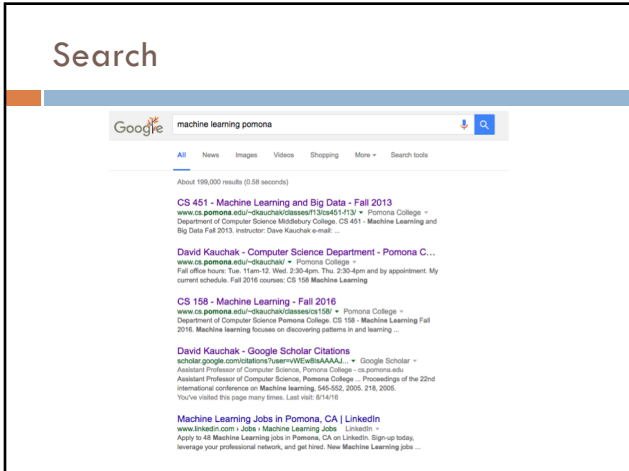 Search
Google machine learning pomona
All News Images Videos Shopping More Search tools
About 199,000 results (0.58 seconds)
CS 451 - Machine Learning and Big Data - Fall 2013
www.cs.pomona.edu/~dkauchak/classes/f13/cs451-f13/ Pomona College
Department of Computer Science Middlebury College. CS 451 - Machine Learning and
Big Data Fall 2013. instructor: Dave Kauchak e-mail: ...
David Kauchak - Computer Science Department - Pomona C...
www.cs.pomona.edu/~dkauchak/ Pomona College
Fall office hours: Tue. 11am-12. Wed. 2:30-4pm. Thu. 2:30-4pm and by appointment. My
current schedule. Fall 2016 courses: CS 158 Machine Learning
CS 158 - Machine Learning - Fall 2016
www.cs.pomona.edu/~dkauchak/classes/cs158/ Pomona College
Department of Computer Science Pomona College. CS 158 - Machine Learning Fall
2016. Machine learning focuses on discovering patterns in and learning ...
David Kauchak - Google Scholar Citations
scholar.google.com/citations?user=vWEw8IsAAAAJ... Google Scholar
Assistant Professor of Computer Science, Pomona College - cs.pomona.edu
Assistant Professor of Computer Science, Pomona College ... Proceedings of the 22nd
international conference on Machine learning, 545-552, 2005. 218, 2005.
You've visited this page many times. Last visit: 8/14/16
Machine Learning Jobs in Pomona, CA | LinkedIn
www.linkedin.com › Jobs › Machine Learning Jobs LinkedIn
Apply to 48 Machine Learning jobs in Pomona, CA on LinkedIn. Sign-up today,
leverage your professional network, and get hired. New Machine Learning jobs ...